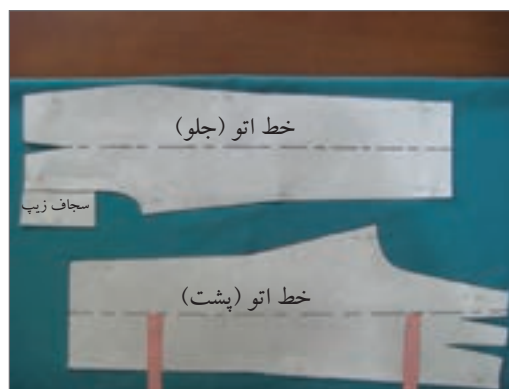 خط اتو (جلو)
سجاف زیپ
خط اتو (پشت)